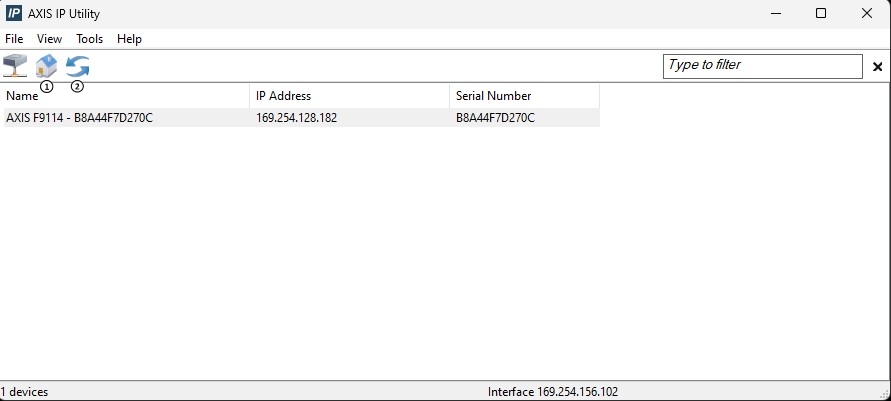 IP AXIS IP Utility
File View Tools Help
Type to filter
1 2
Name IP Address Serial Number
AXIS F9114 - B8A44F7D270C 169.254.128.182 B8A44F7D270C
1 devices Interface 169.254.156.102